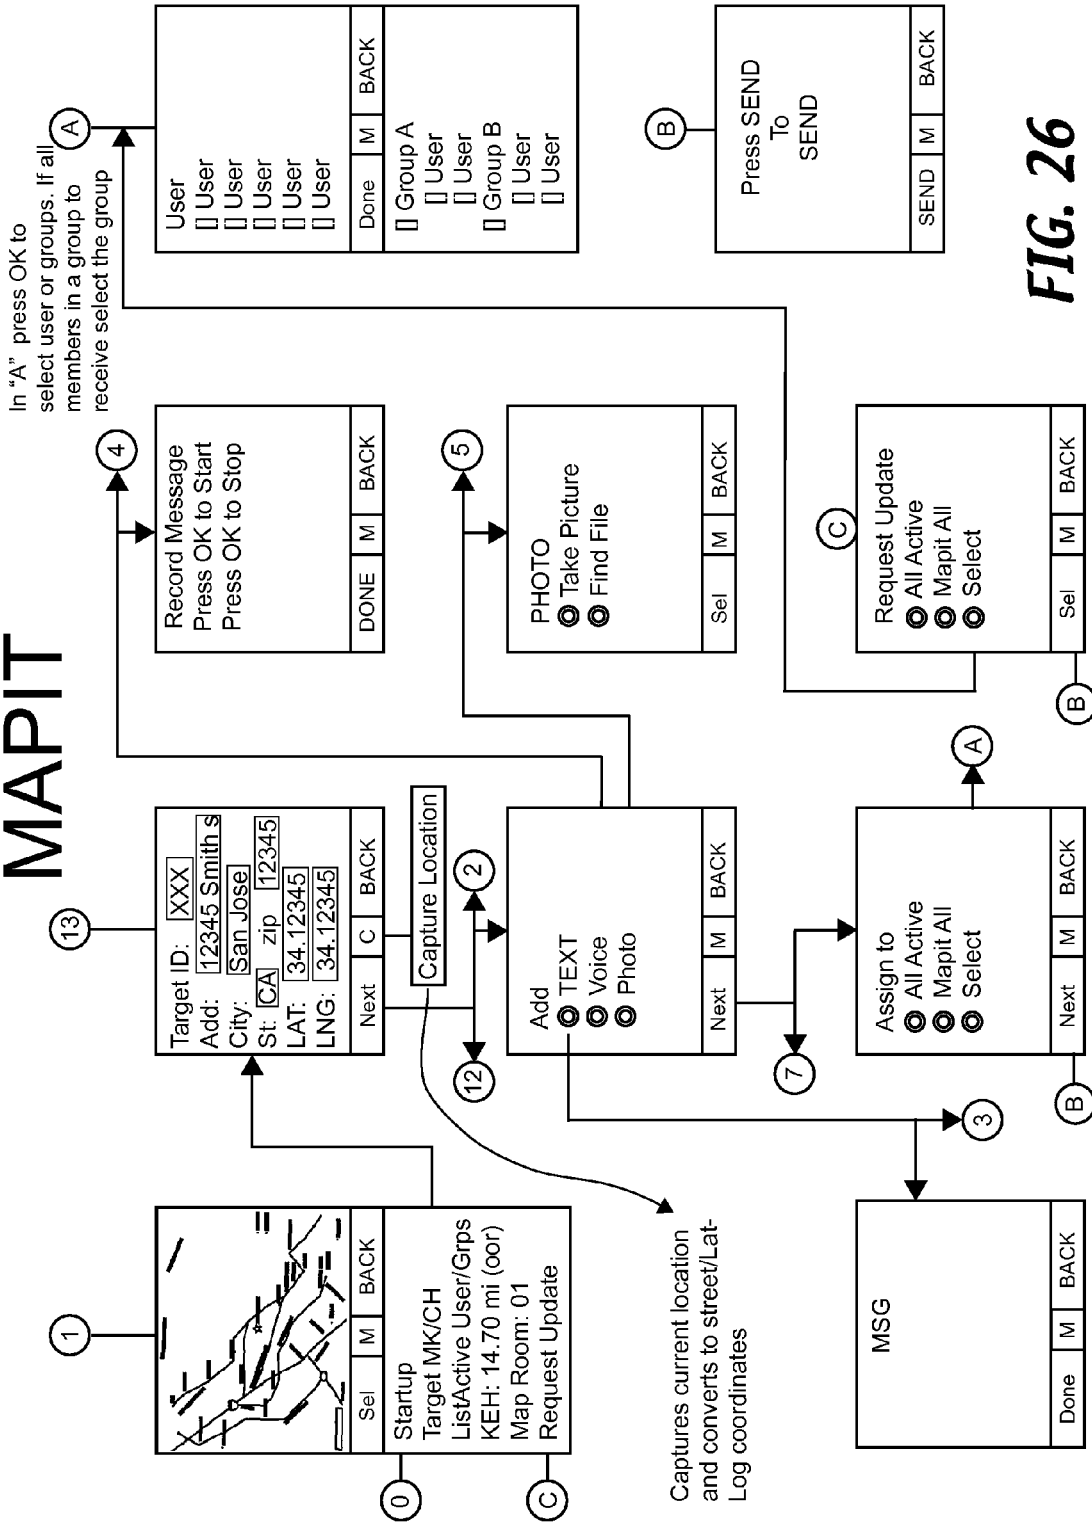 MAPIT
1
Sel M BACK
0
Startup
Target MK/CH
ListActive User/Grps
KEH: 14.70 mi (oor)
Map Room: 01
C
Request Update
Captures current location
and converts to street/Lat-
Log coordinates
MSG
Done M BACK
13
Target ID: XXX
Add: 12345 Smith s
City: San Jose
St: CA zip 12345
LAT: 34.12345
LNG: 34.12345
Next C BACK
Capture Location
12
2
Add
TEXT
Voice
Photo
Next M BACK
7
3
Assign to
All Active
Mapit All
Select
Next M BACK
A
B
4
Record Message
Press OK to Start
Press OK to Stop
DONE M BACK
5
PHOTO
Take Picture
Find File
Sel M BACK
C
Request Update
All Active
Mapit All
Select
Sel M BACK
B
In "A" press OK to
select user or groups. If all
members in a group to
receive select the group
A
User
[] User
[] User
[] User
[] User
[] User
Done M BACK
[] Group A
[] User
[] User
[] Group B
[] User
[] User
B
Press SEND
To
SEND
SEND M BACK
FIG. 26